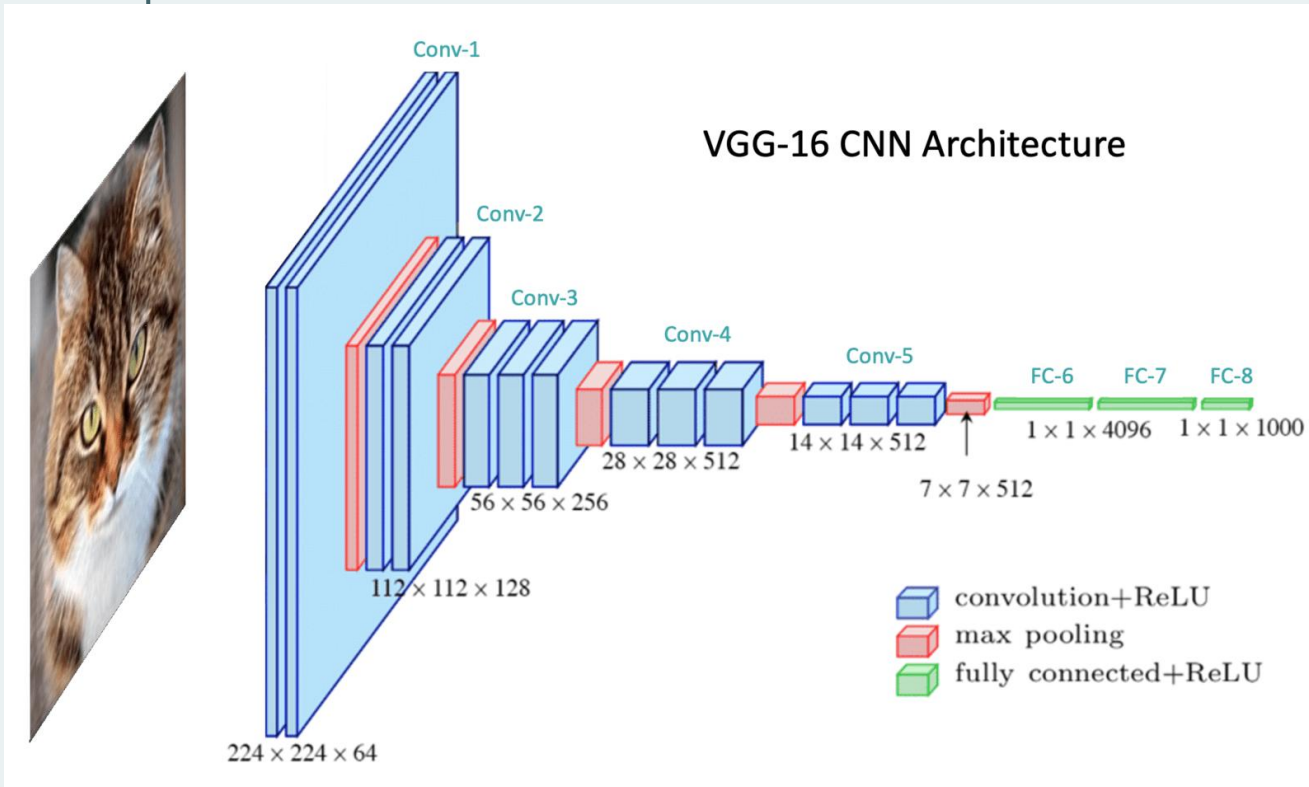 Conv-1
VGG-16 CNN Architecture
Conv-2
Conv-3
Conv-4
Conv-5
FC-6
FC-7
FC-8
1 × 1 × 4096
1 × 1 × 1000
14 × 14 × 512
28 × 28 × 512
7 × 7 × 512
56 × 56 × 256
112 × 112 × 128
224 × 224 × 64
convolution+ReLU
max pooling
fully connected+ReLU